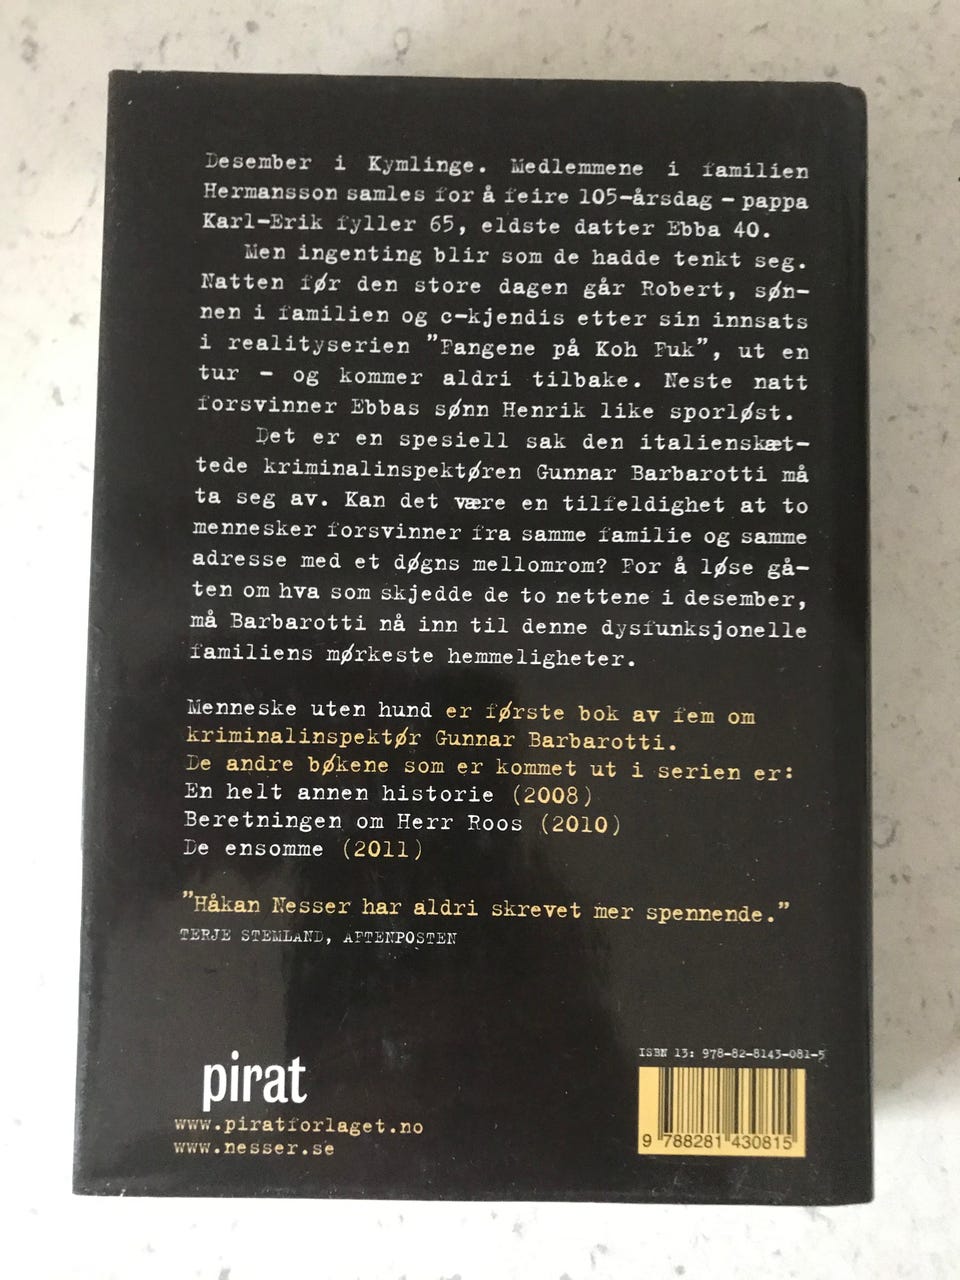 Desember i Kymlinge. Medlemmene i familien
Hermansson samles for å feire 105-årsdag – pappa
Karl-Erik fyller 65, eldste datter Ebba 40.
Men ingenting blir som de hadde tenkt seg.
Natten før den store dagen går Robert, søn-
nen i familien og c-kjendis etter sin innsats
i realityserien ”Fangene på Koh Fuk”, ut en
tur – og kommer aldri tilbake. Neste natt
forsvinner Ebbas sønn Henrik like sporløst.
Det er en spesiell sak den italienskæt-
tede kriminalinspektøren Gunnar Barbarotti må
ta seg av. Kan det være en tilfeldighet at to
mennesker forsvinner fra samme familie og samme
adresse med et døgns mellomrom? For å løse gå-
ten om hva som skjedde de to nettene i desember,
må Barbarotti nå inn til denne dysfunksjonelle
familiens mørkeste hemmeligheter.
Menneske uten hund er første bok av fem om
kriminalinspektør Gunnar Barbarotti.
De andre bøkene som er kommet ut i serien er:
En helt annen historie (2008)
Beretningen om Herr Roos (2010)
De ensomme (2011)
”Håkan Nesser har aldri skrevet mer spennende.”
TERJE STEMLAND, AFTENPOSTEN
ISBN 13: 978-82-8143-081-5
pirat
www.piratforlaget.no
www.nesser.se
9 788281 430815